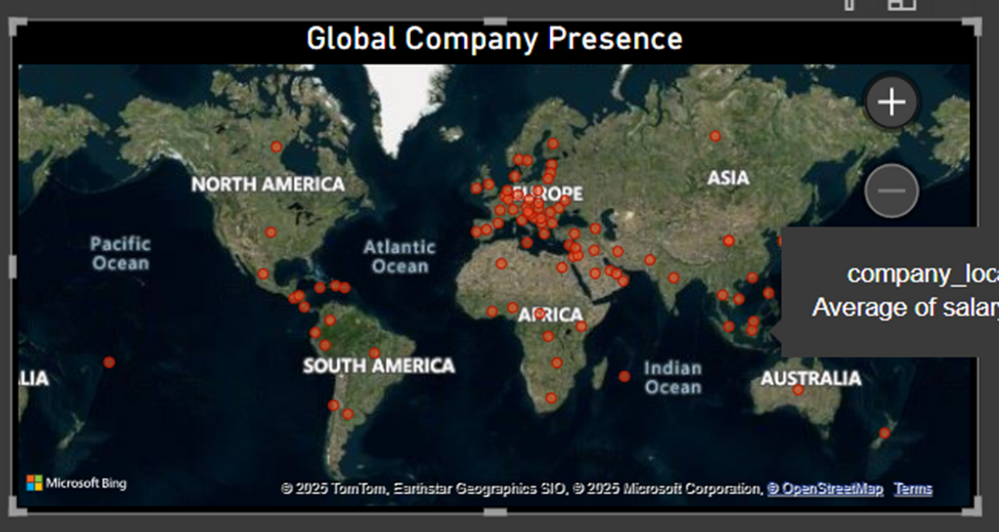 Global Company Presence
NORTH AMERICA
ASIA
EUROPE
Pacific
Ocean
Atlantic
Ocean
company_loca
Average of salary
AFRICA
SOUTH AMERICA
Indian
Ocean
LIA
AUSTRALIA
Microsoft Bing
© 2025 TomTom, Earthstar Geographics SIO, © 2025 Microsoft Corporation, © OpenStreetMap Terms